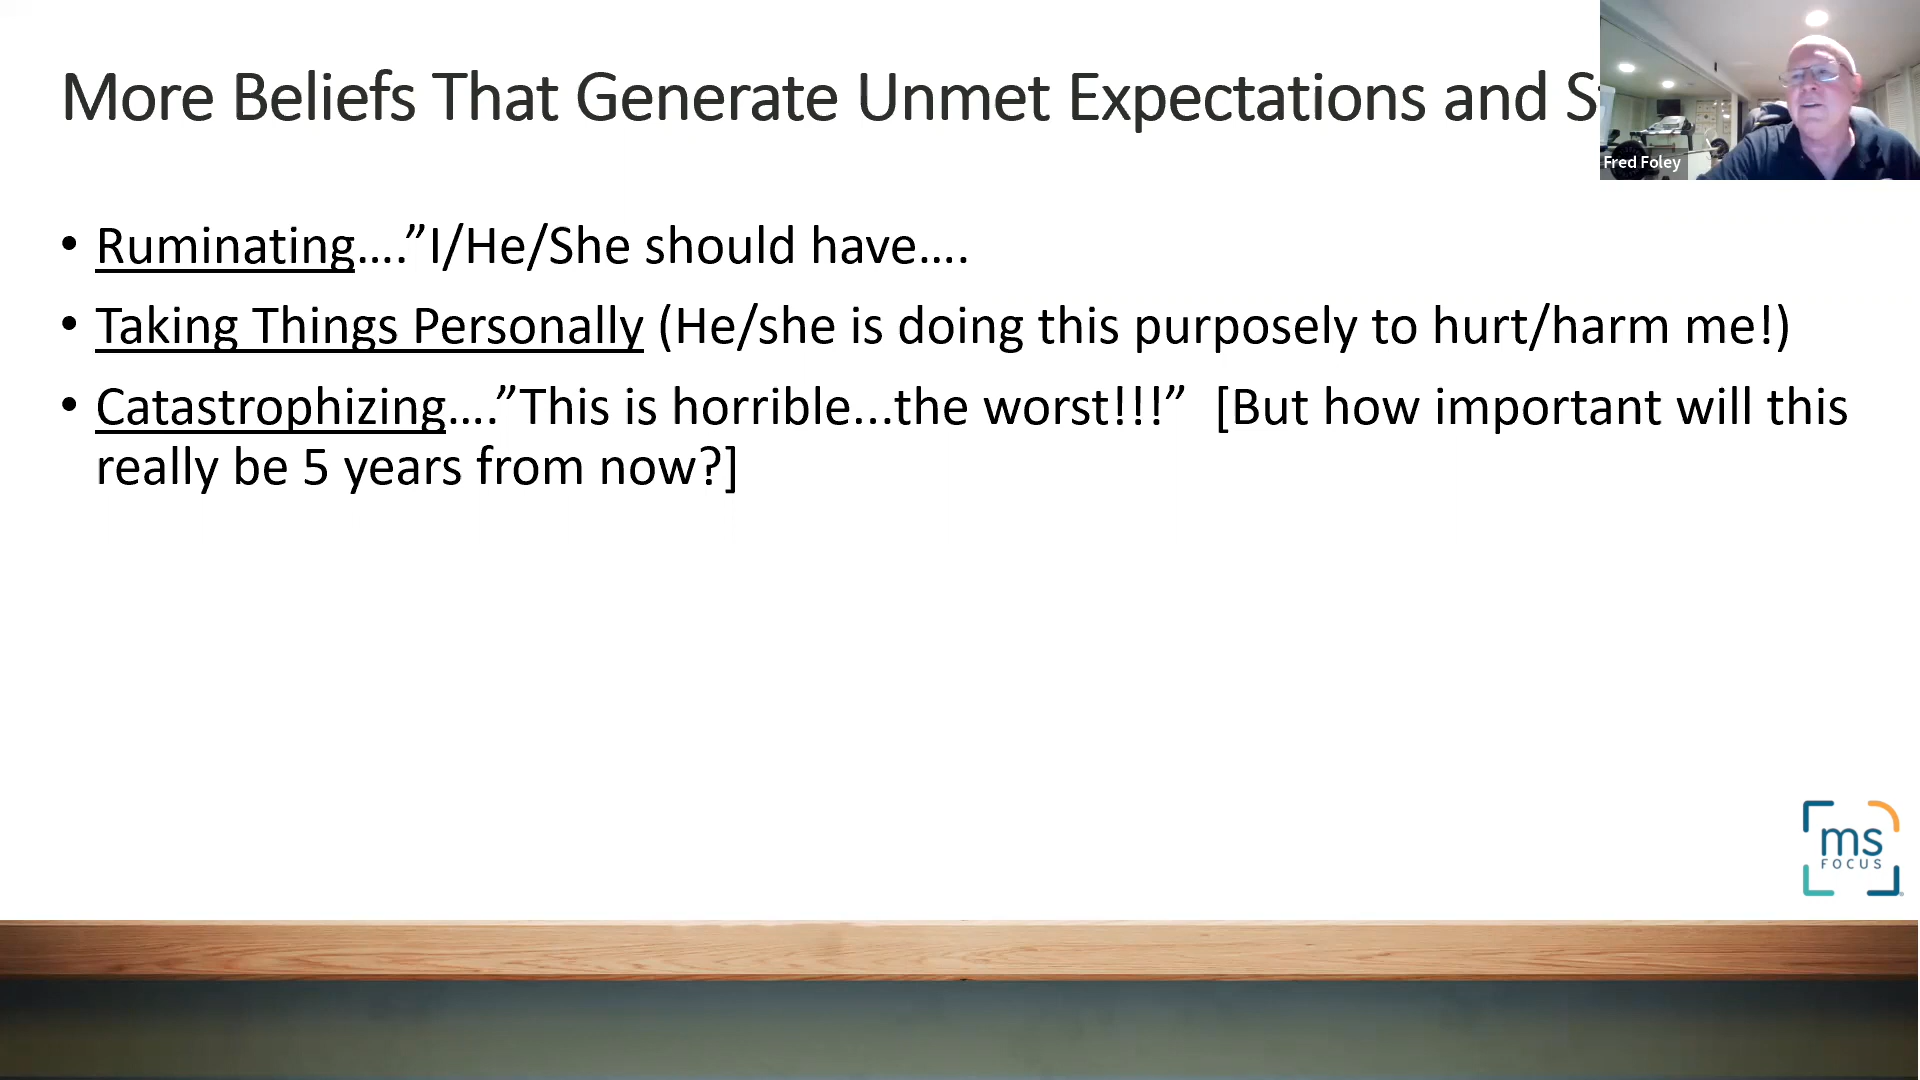 More Beliefs That Generate Unmet Expectations and S
Fred Foley
• Ruminating....”I/He/She should have....
• Taking Things Personally (He/she is doing this purposely to hurt/harm me!)
• Catastrophizing....”This is horrible...the worst!!!” [But how important will this
really be 5 years from now?]
ms
FOCUS